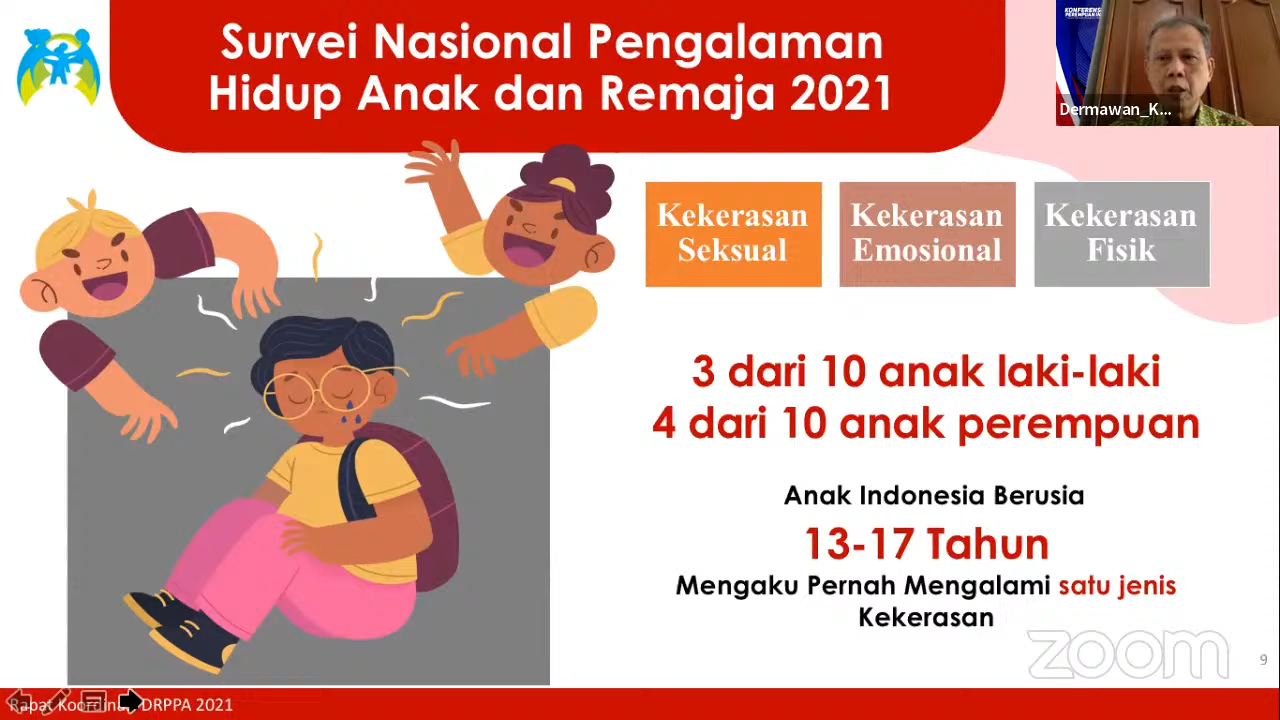 Survei Nasional Pengalaman
Hidup Anak dan Remaja 2021
KONFERENSI
Dermawan_K...
Kekerasan
Seksual
Kekerasan
Emosional
Kekerasan
Fisik
3 dari 10 anak laki-laki
4 dari 10 anak perempuan
Anak Indonesia Berusia
13-17 Tahun
Mengaku Pernah Mengalami satu jenis
Kekerasan
zoom
9
Rapat DRPPA 2021